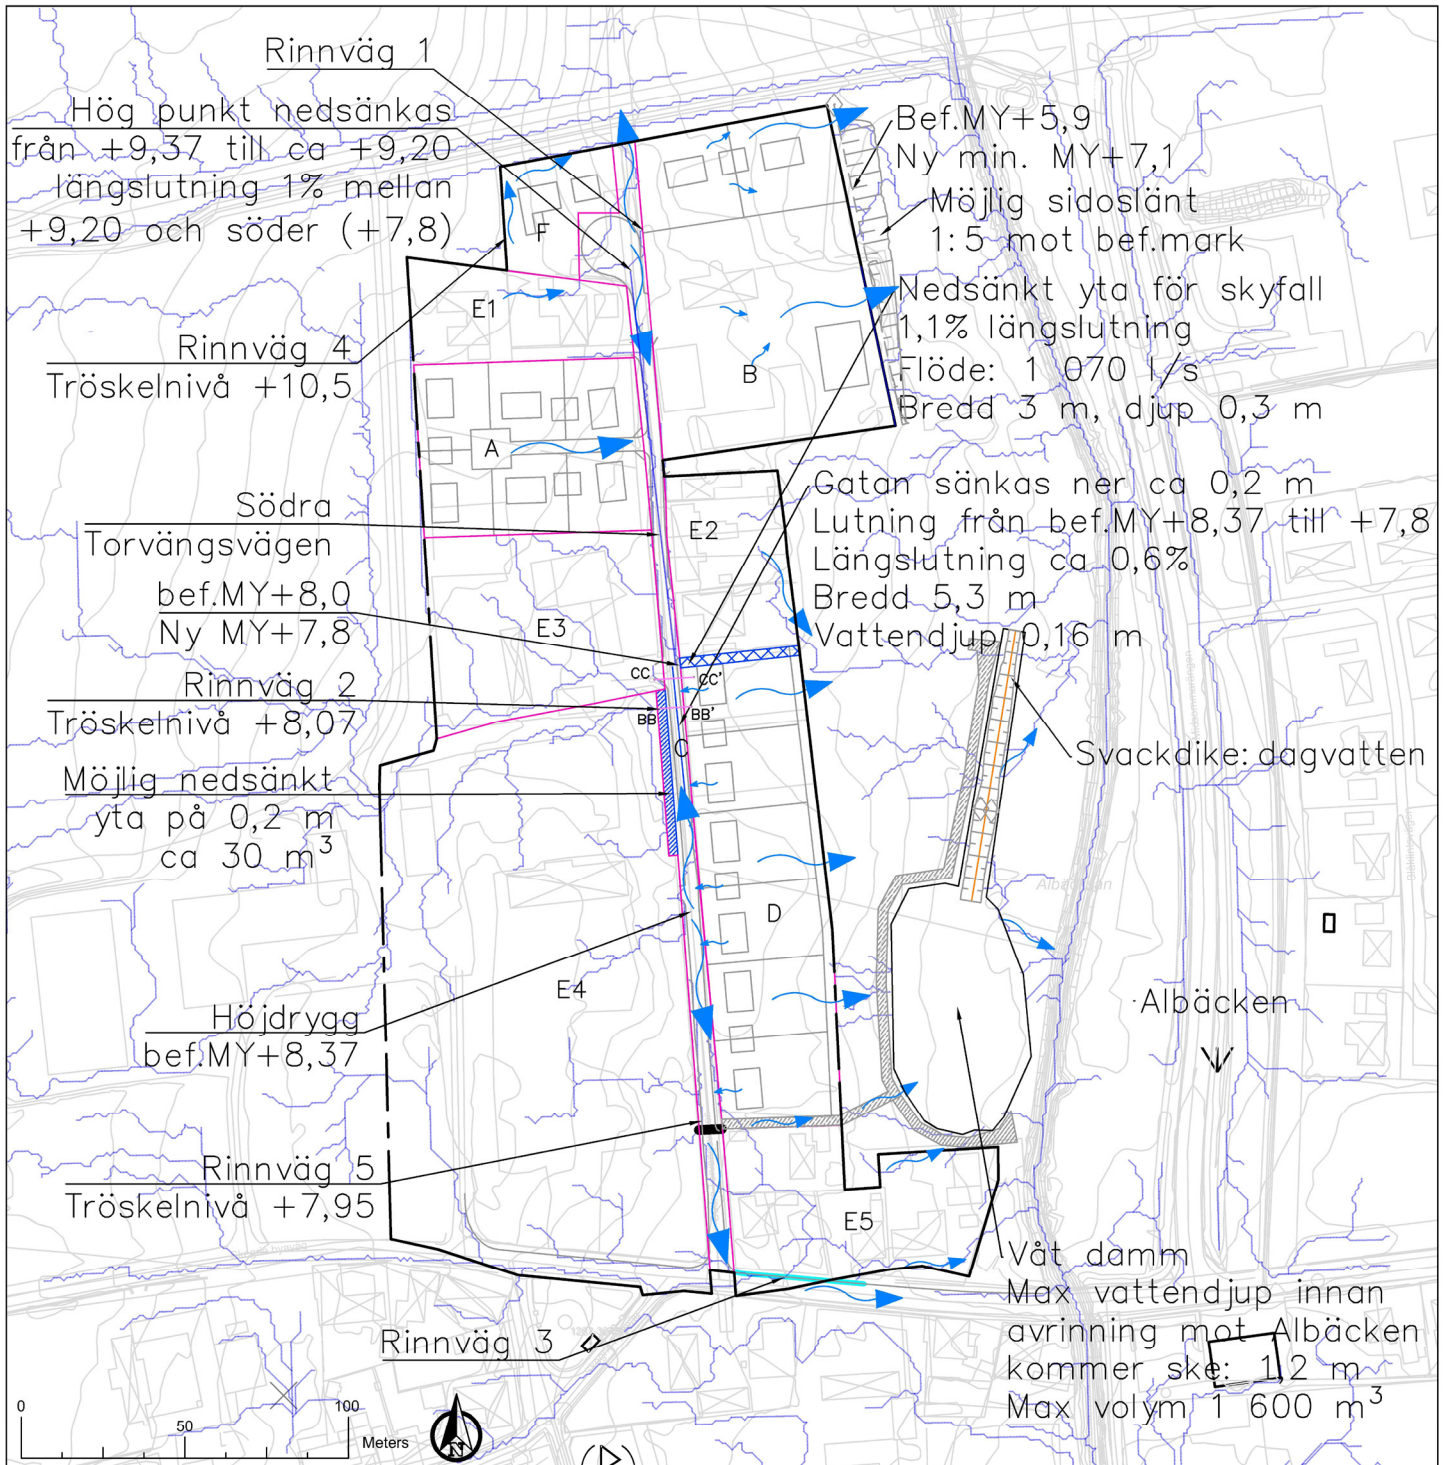 Rinnväg 1
Hög punkt nedsänkas
från +9,37 till ca +9,20
längslutning 1% mellan
+9,20 och söder (+7,8)
Bef.MY+5,9
Ny min. MY+7,1
Möjlig sidoslänt
1:5 mot bef.mark
Nedsänkt yta för skyfall
1,1% längslutning
Flöde: 1 070 l/s
Bredd 3 m, djup 0,3 m
F
E1
B
Rinnväg 4
Tröskelnivå +10,5
A
Gatan sänkas ner ca 0,2 m
Lutning från bef.MY+8,37 till +7,8
Längslutning ca 0,6%
Bredd 5,3 m
Vattendjup 0,16 m
Södra
Torvängsvägen
E2
bef.MY+8,0
Ny MY+7,8
E3
CC
CC'
Rinnväg 2
Tröskelnivå +8,07
BB
BB'
C
Svackdike: dagvatten
Möjlig nedsänkt
yta på 0,2 m
ca 30 m³
D
E4
Albäcken
Höjdrygg
bef.MY+8,37
Rinnväg 5
Tröskelnivå +7,95
E5
Våt damm
Max vattendjup innan
avrinning mot Albäcken
kommer ske: 1,2 m
Max volym 1 600 m³
Rinnväg 3
0
50
100
Meters
N